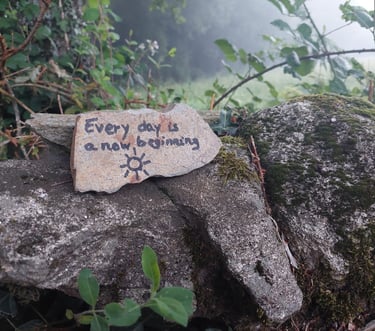 Every day is
a new beginning